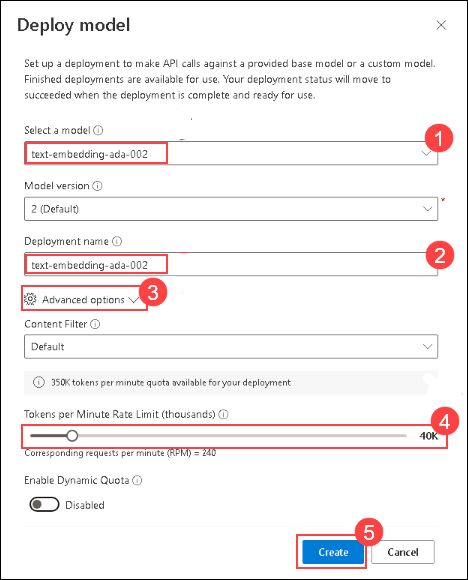 Deploy model
Set up a deployment to make API calls against a provided base model or a custom model.
Finished deployments are available for use. Your deployment status will move to
succeeded when the deployment is complete and ready for use.
Select a model
1
text-embedding-ada-002
Model version
2 (Default)
*
Deployment name
2
text-embedding-ada-002
Advanced options
3
Content Filter
Default
350K tokens per minute quota available for your deployment
Tokens per Minute Rate Limit (thousands)
4
40K
Corresponding requests per minute (RPM) = 240
Enable Dynamic Quota
Disabled
5
Create
Cancel